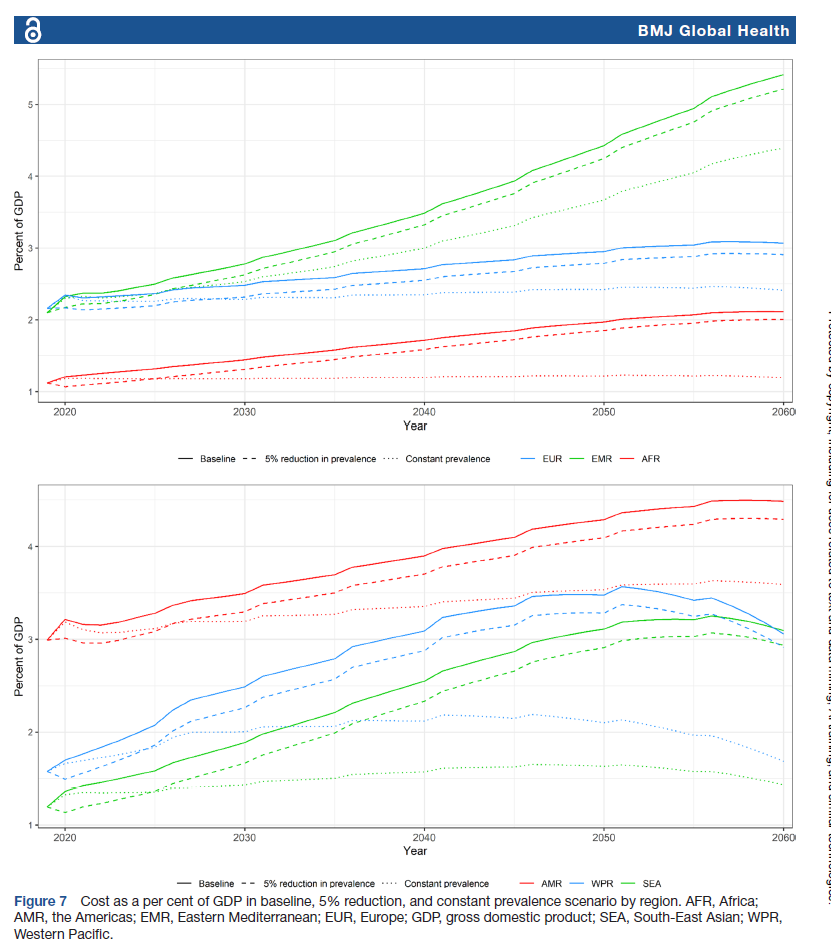 BMJ Global Health
Percent of GDP
5
4
3
2
1
2020 2030 2040 2050 2060
Year
Baseline 5% reduction in prevalence Constant prevalence EUR EMR AFR
Percent of GDP
4
3
2
1
2020 2030 2040 2050 2060
Year
Baseline 5% reduction in prevalence Constant prevalence AMR WPR SEA
Figure 7 Cost as a per cent of GDP in baseline, 5% reduction, and constant prevalence scenario by region. AFR, Africa;
AMR, the Americas; EMR, Eastern Mediterranean; EUR, Europe; GDP, gross domestic product; SEA, South-East Asian; WPR,
Western Pacific.